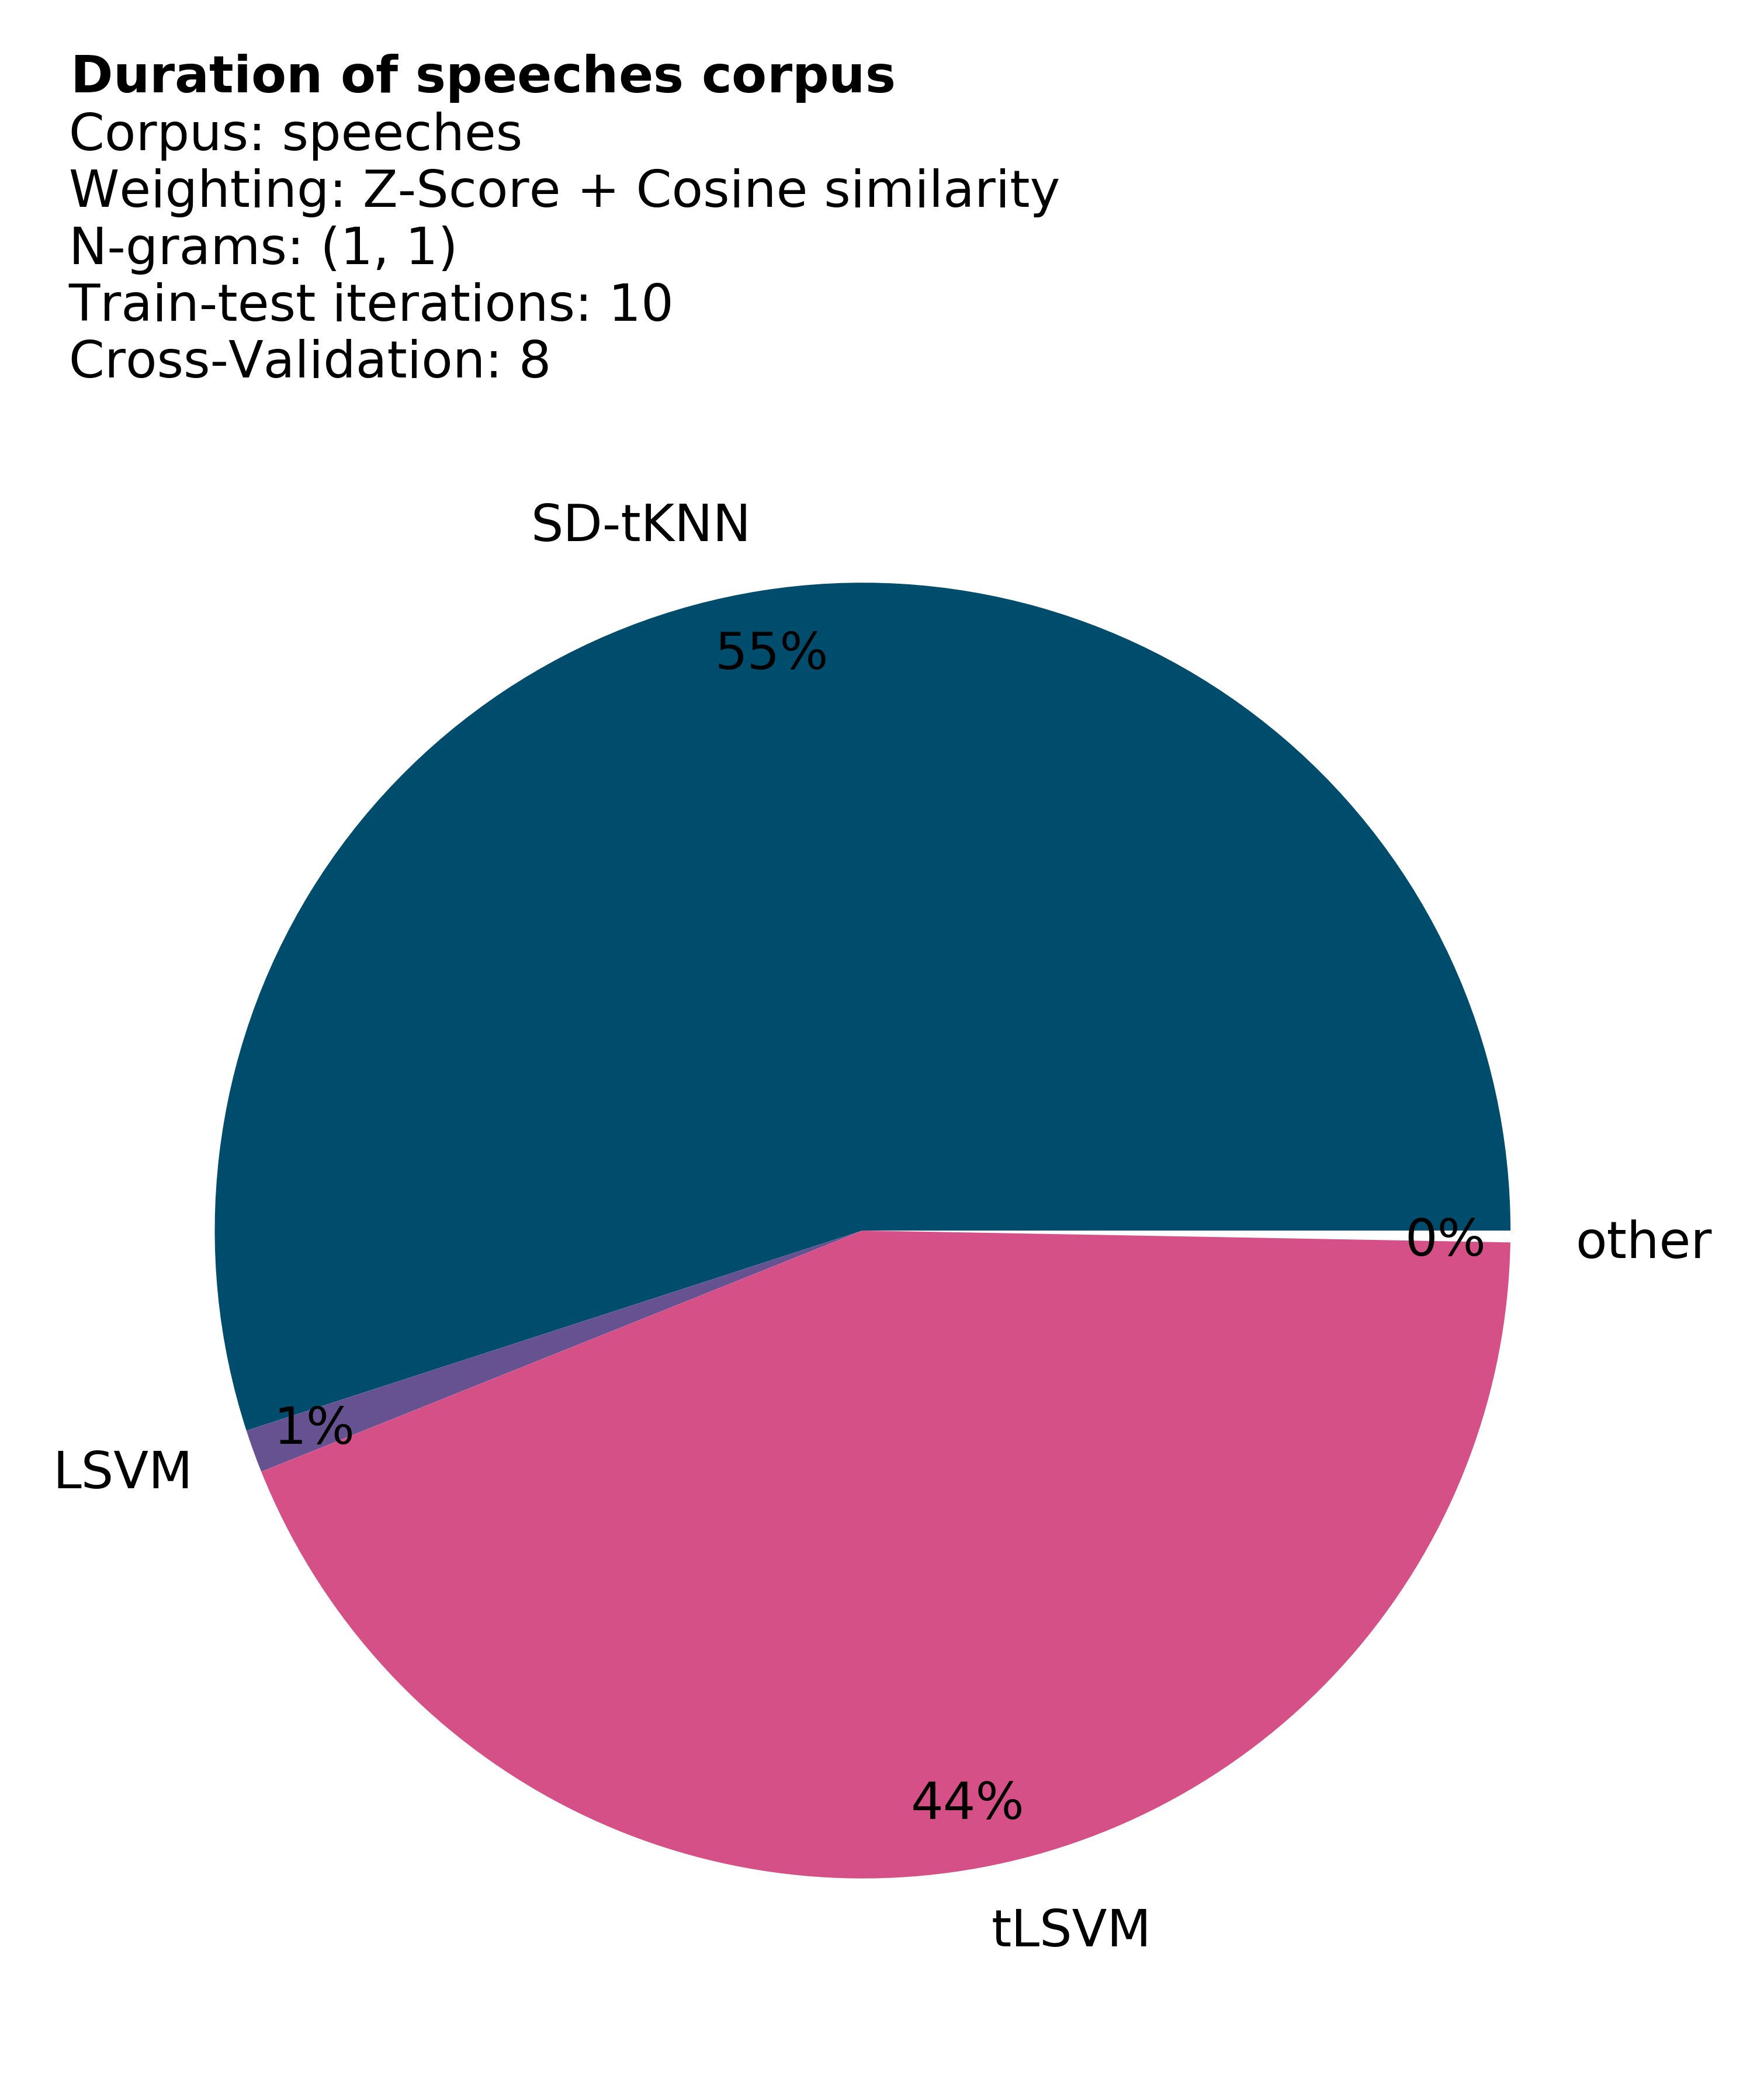 Duration of speeches corpus
Corpus: speeches
Weighting: Z-Score + Cosine similarity
N-grams: (1, 1)
Train-test iterations: 10
Cross-Validation: 8
SD-tKNN
55%
0%
other
1%
LSVM
44%
tLSVM